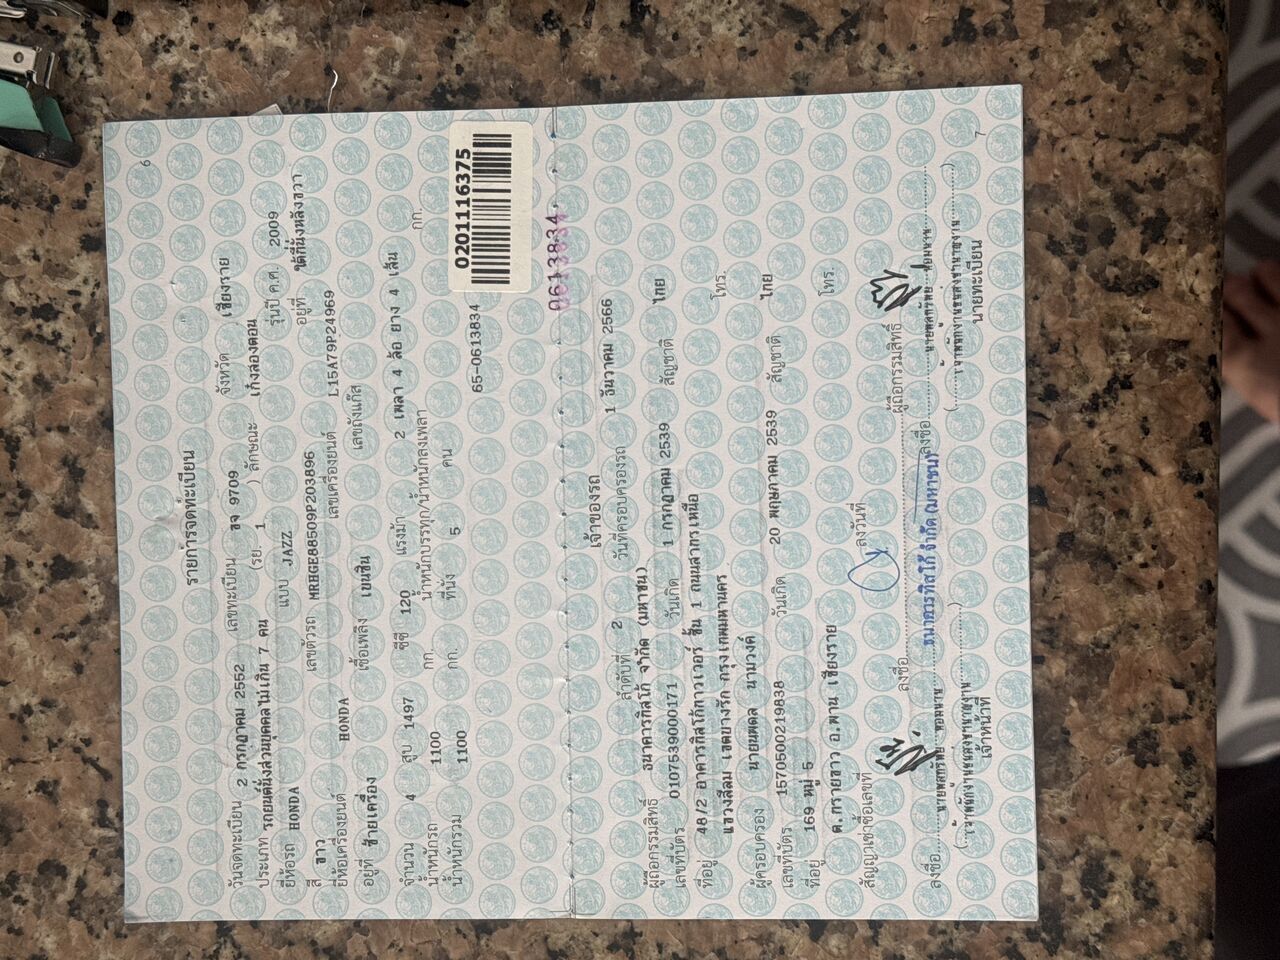 6
รายการจดทะเบียน
วันจดทะเบียน 2 กรกฎาคม 2552 เลขทะเบียน ขจ 9709 จังหวัด เชียงราย
ประเภท รถยนต์นั่งส่วนบุคคลไม่เกิน 7 คน (รย. 1 ) ลักษณะ เก๋งสองตอน
ยี่ห้อรถ HONDA แบบ JAZZ รุ่นปี ค.ศ. 2009
สี ขาว เลขตัวรถ MRHGE88509P203896 อยู่ที่ ใต้ที่นั่งหลังขวา
ยี่ห้อเครื่องยนต์ HONDA เลขเครื่องยนต์ L15A79P24969
อยู่ที่ ซ้ายเครื่อง เชื้อเพลิง เบนซิน เลขถังแก๊ส
จำนวน 4 สูบ 1497 ซีซี 120 แรงม้า 2 เพลา 4 ล้อ ยาง 4 เส้น
น้ำหนักรถ 1100 กก. น้ำหนักบรรทุก/น้ำหนักลงเพลา กก.
น้ำหนักรวม 1100 กก. ที่นั่ง 5 คน
65-0613834
0201116375
0613834
เจ้าของรถ
ลำดับที่ 2 วันที่ครอบครองรถ 1 ธันวาคม 2566
ผู้ถือกรรมสิทธิ์ ธนาคารทิสโก้ จำกัด (มหาชน)
เลขที่บัตร 0107539000171 วันเกิด 1 กรกฎาคม 2539 สัญชาติ ไทย
ที่อยู่ 48/2 อาคารทิสโก้ทาวเวอร์ ชั้น 1 ถนนสาทรเหนือ
แขวงสีลม เขตบางรัก กรุงเทพมหานคร โทร.
ผู้ครอบครอง นายนพดล นามวงค์
เลขที่บัตร 1570500219838 วันเกิด 20 พฤษภาคม 2539 สัญชาติ ไทย
ที่อยู่ 169 หมู่ 5
ต.ทรายขาว อ.พาน เชียงราย โทร.
สัญญาเช่าซื้อเลขที่ ลงวันที่
ลงชื่อ ผู้ถือกรรมสิทธิ์
ธนาคารทิสโก้ จำกัด (มหาชน)
ลงชื่อ ลงชื่อ
เจ้าหน้าที่ นายทะเบียน
7